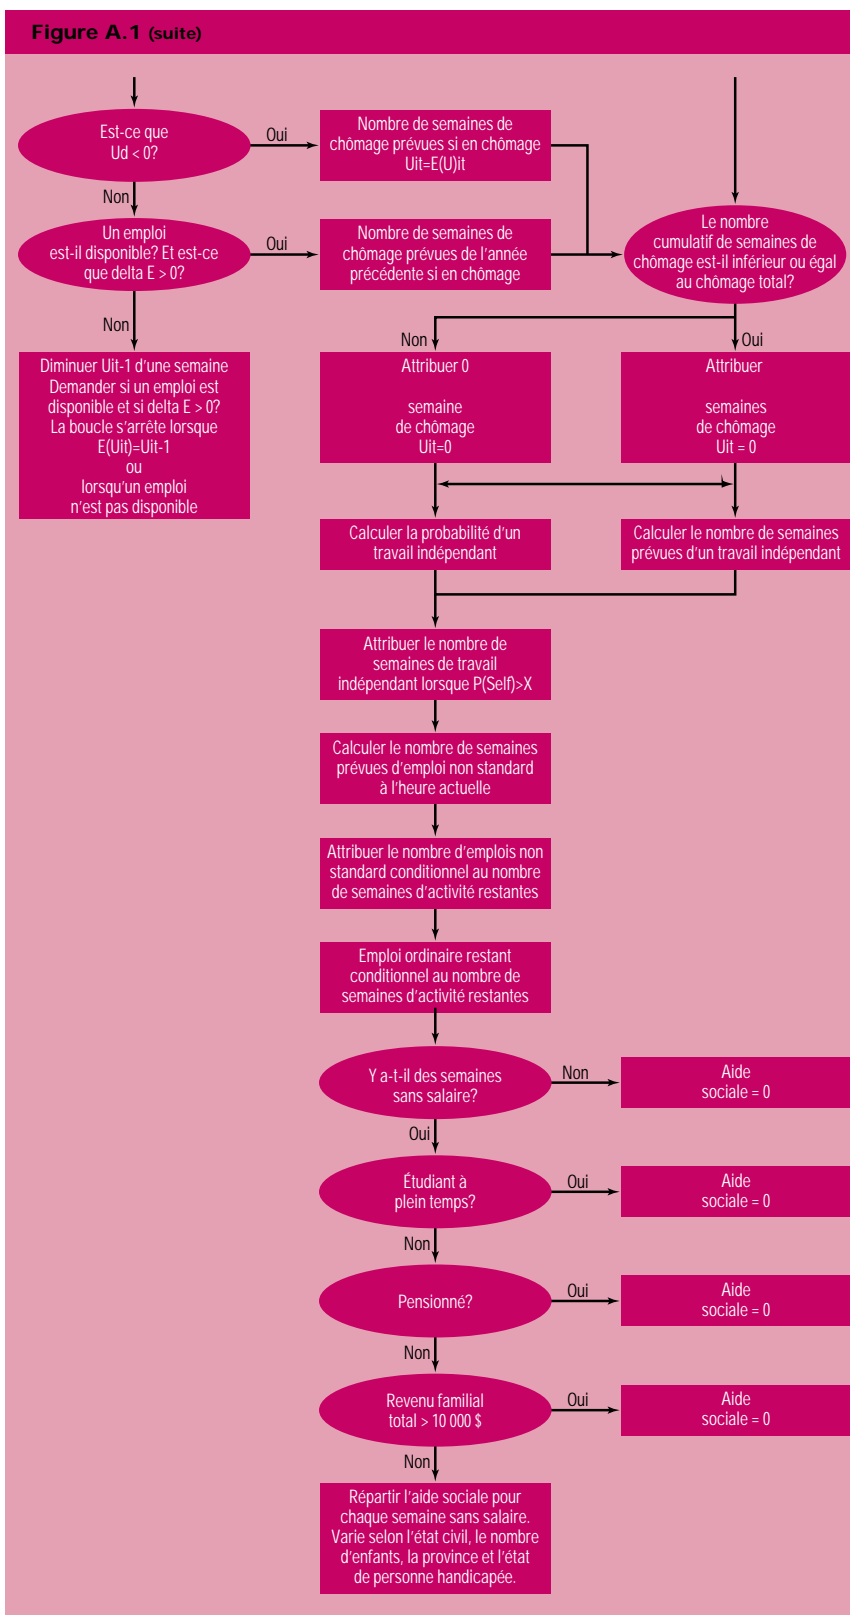 Figure A.1 (suite)
Est-ce que
Ud < 0?
Oui
Nombre de semaines de
chômage prévues si en chômage
Uit=E(U)it
Non
Un emploi
est-il disponible? Et est-ce
que delta E > 0?
Oui
Nombre de semaines de
chômage prévues de l'année
précédente si en chômage
Le nombre
cumulatif de semaines de
chômage est-il inférieur ou égal
au chômage total?
Non
Non
Oui
Diminuer Uit-1 d'une semaine
Demander si un emploi est
disponible et si delta E > 0?
La boucle s'arrête lorsque
E(Uit)=Uit-1
ou
lorsqu'un emploi
n'est pas disponible
Attribuer 0
semaine
de chômage
Uit=0
Attribuer
semaines
de chômage
Uit = 0
Calculer la probabilité d'un
travail indépendant
Calculer le nombre de semaines
prévues d'un travail indépendant
Attribuer le nombre de
semaines de travail
indépendant lorsque P(Self)>X
Calculer le nombre de semaines
prévues d'emploi non standard
à l'heure actuelle
Attribuer le nombre d'emplois non
standard conditionnel au nombre
de semaines d'activité restantes
Emploi ordinaire restant
conditionnel au nombre de
semaines d'activité restantes
Y a-t-il des semaines
sans salaire?
Non
Aide
sociale = 0
Oui
Étudiant à
plein temps?
Oui
Aide
sociale = 0
Non
Pensionné?
Oui
Aide
sociale = 0
Non
Revenu familial
total > 10 000 $
Oui
Aide
sociale = 0
Non
Répartir l'aide sociale pour
chaque semaine sans salaire.
Varie selon l'état civil, le nombre
d'enfants, la province et l'état
de personne handicapée.